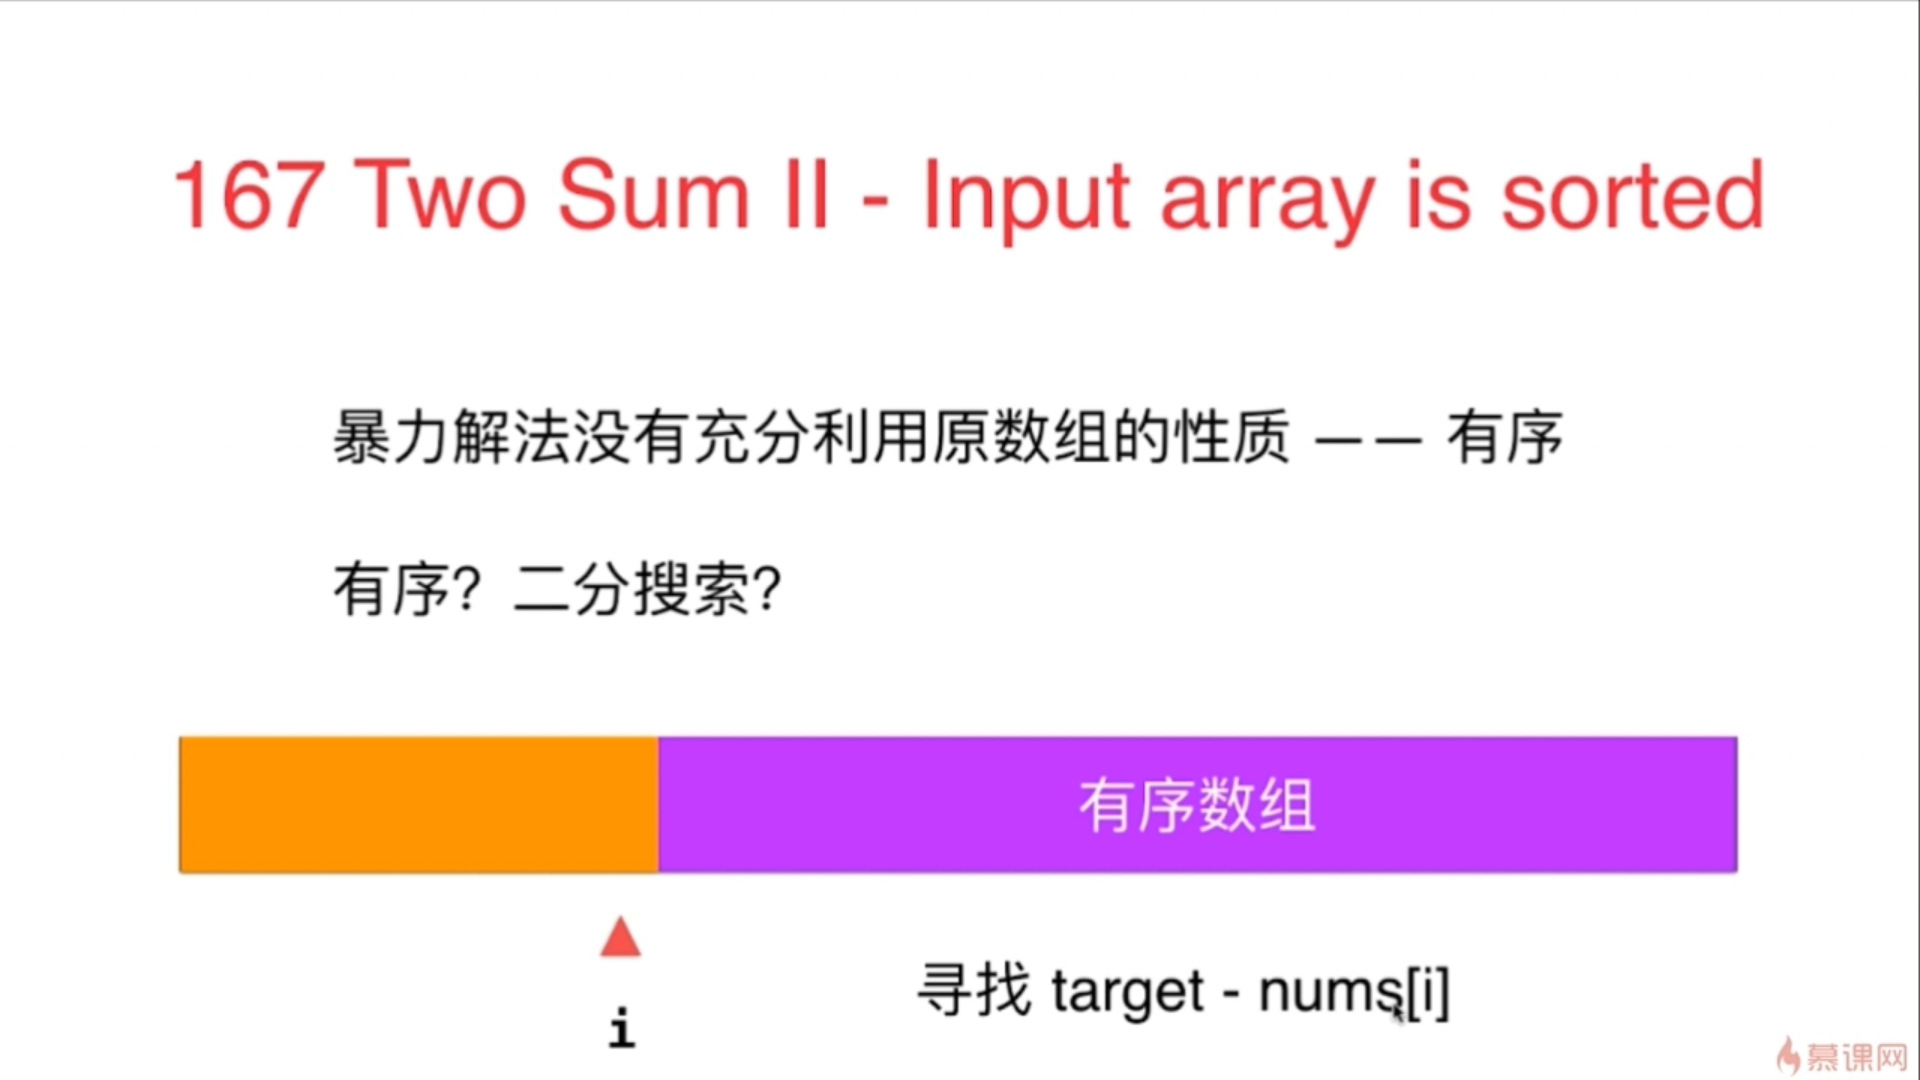 167 Two Sum II - Input array is sorted
暴力解法没有充分利用原数组的性质 —— 有序
有序？二分搜索？
有序数组
i
寻找 target - nums[i]
慕课网